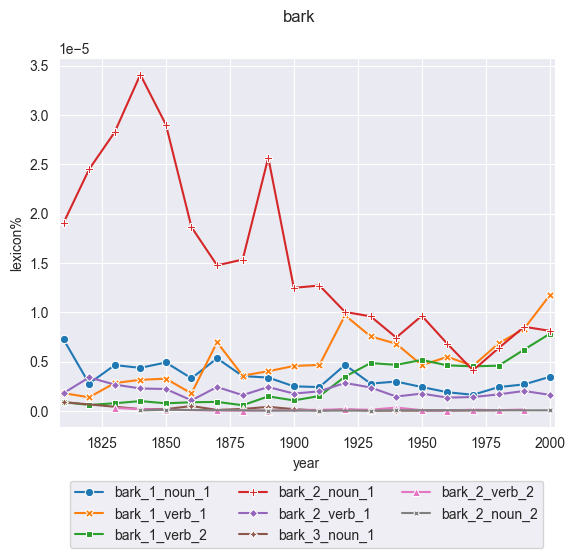 bark
1e−5
3.5
3.0
2.5
2.0
1.5
1.0
0.5
0.0
lexicon%
1825 1850 1875 1900 1925 1950 1975 2000
year
bark_1_noun_1 bark_2_noun_1 bark_2_verb_2
bark_1_verb_1 bark_2_verb_1 bark_2_noun_2
bark_1_verb_2 bark_3_noun_1